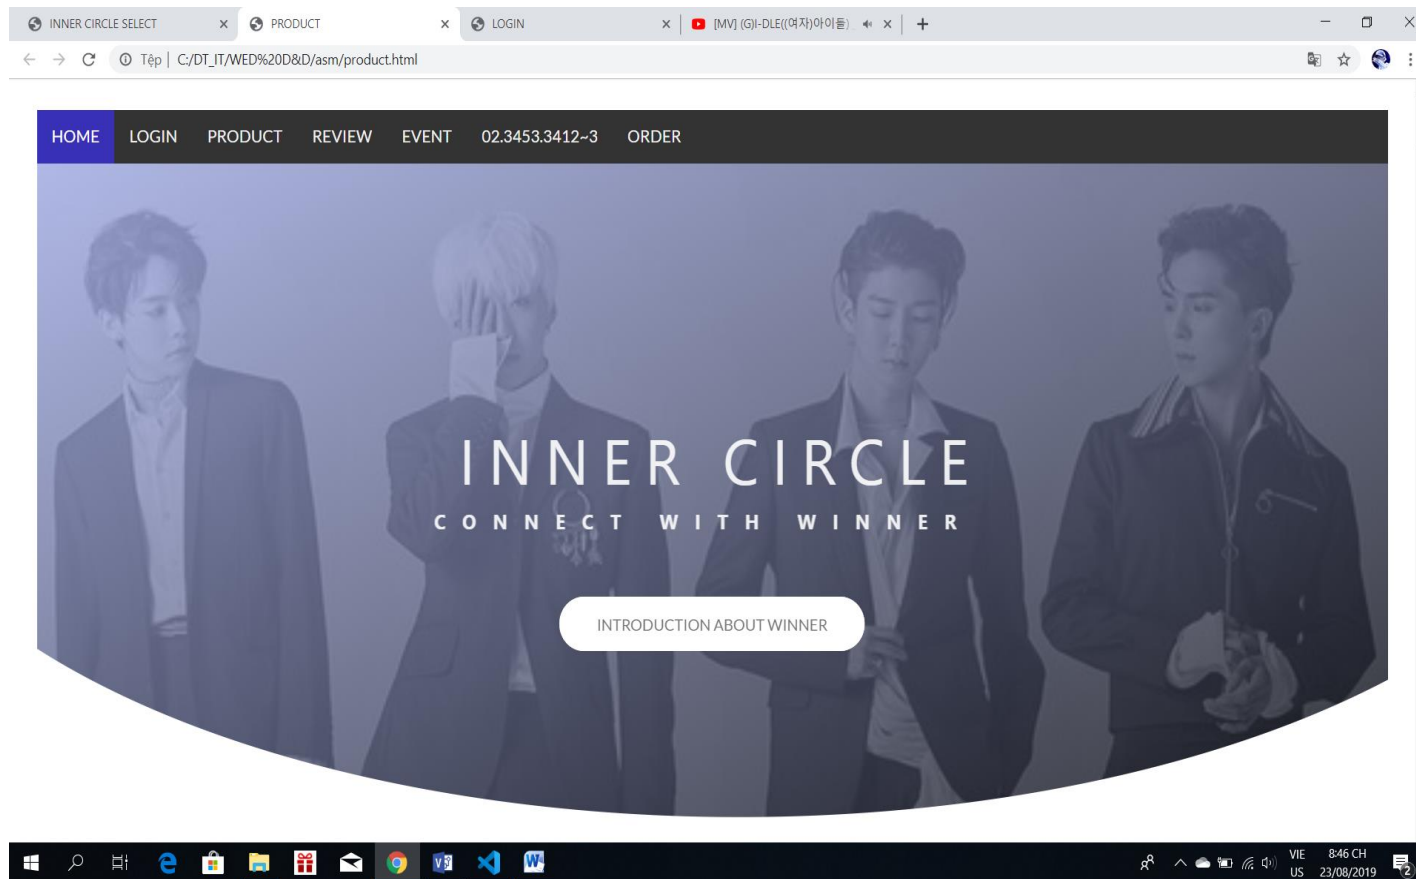 INNER CIRCLE SELECT
PRODUCT
LOGIN
[MV] (G)I-DLE((여자)아이들)
Tệp | C:/DT_IT/WED%20D&D/asm/product.html
HOME LOGIN PRODUCT REVIEW EVENT 02.3453.3412~3 ORDER
INNER CIRCLE
CONNECT WITH WINNER
INTRODUCTION ABOUT WINNER
VIE 8:46 CH
US 23/08/2019
2